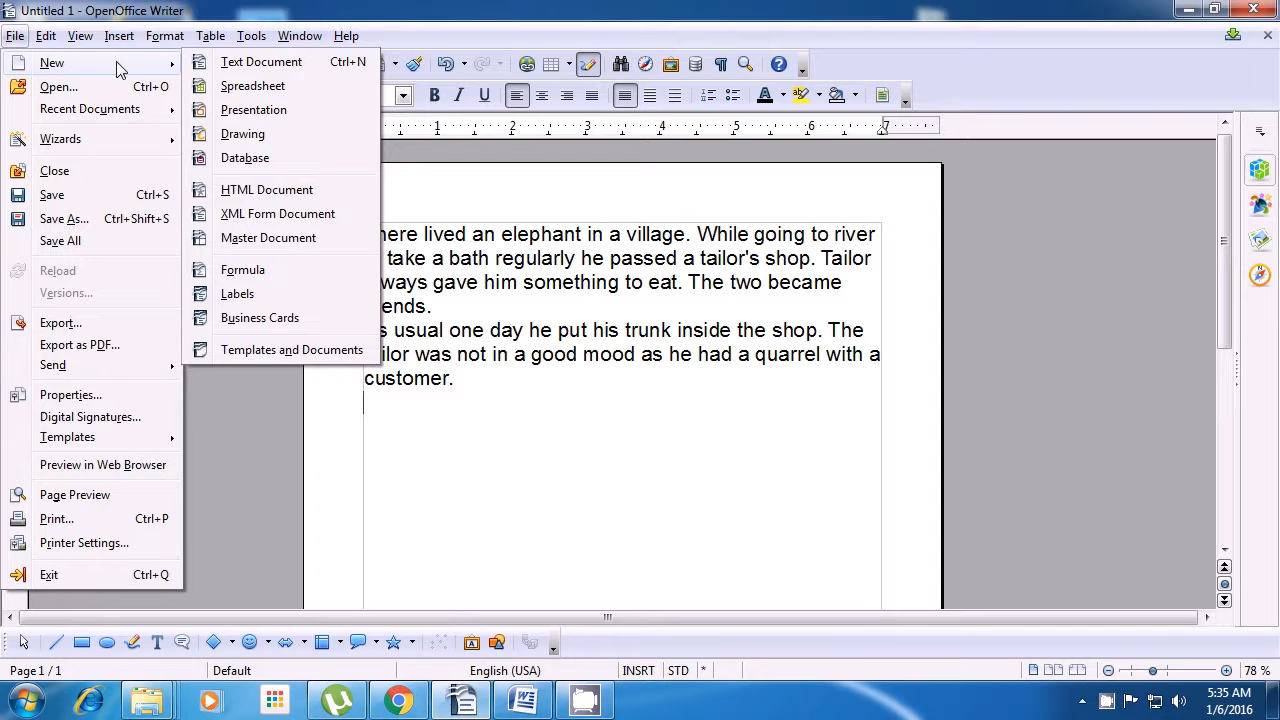 Untitled 1 - OpenOffice Writer
File Edit View Insert Format Table Tools Window Help
New
Open... Ctrl+O
Recent Documents
Wizards
Close
Save Ctrl+S
Save As... Ctrl+Shift+S
Save All
Reload
Versions...
Export...
Export as PDF...
Send
Properties...
Digital Signatures...
Templates
Preview in Web Browser
Page Preview
Print... Ctrl+P
Printer Settings...
Exit Ctrl+Q
Text Document Ctrl+N
Spreadsheet
Presentation
Drawing
Database
HTML Document
XML Form Document
Master Document
Formula
Labels
Business Cards
Templates and Documents
1 2 3 4 5 6 7
here lived an elephant in a village. While going to river
take a bath regularly he passed a tailor's shop. Tailor
ways gave him something to eat. The two became
ends.
s usual one day he put his trunk inside the shop. The
ilor was not in a good mood as he had a quarrel with a
customer.
Page 1 / 1 Default English (USA) INSRT STD * 78 %
5:35 AM
1/6/2016